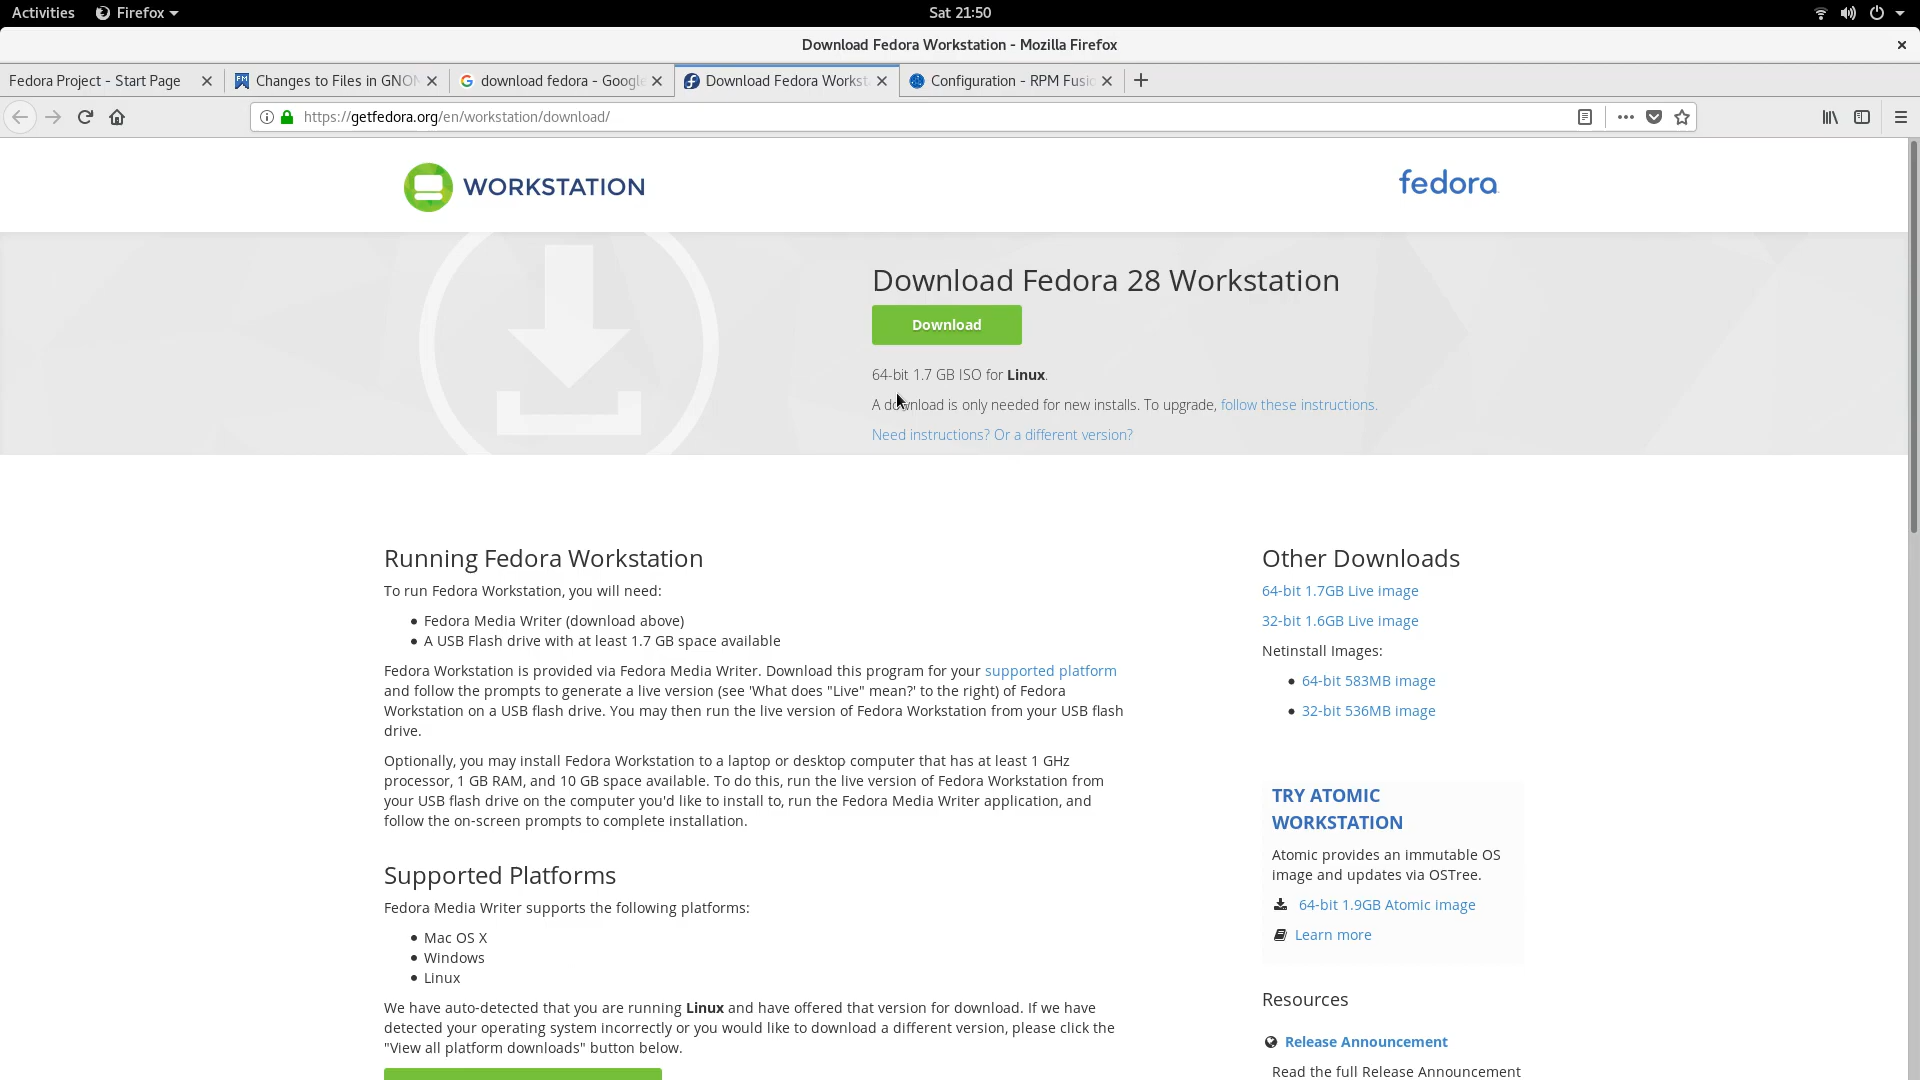 Activities Firefox Sat 21:50
Download Fedora Workstation - Mozilla Firefox
Fedora Project - Start Page Changes to Files in GNO download fedora - Google Download Fedora Works Configuration - RPM Fusi
https://getfedora.org/en/workstation/download/
WORKSTATION fedora
Download Fedora 28 Workstation
Download
64-bit 1.7 GB ISO for Linux.
A download is only needed for new installs. To upgrade, follow these instructions.
Need instructions? Or a different version?
Running Fedora Workstation
To run Fedora Workstation, you will need:
Fedora Media Writer (download above)
A USB Flash drive with at least 1.7 GB space available
Fedora Workstation is provided via Fedora Media Writer. Download this program for your supported platform
and follow the prompts to generate a live version (see 'What does "Live" mean?' to the right) of Fedora
Workstation on a USB flash drive. You may then run the live version of Fedora Workstation from your USB flash
drive.
Optionally, you may install Fedora Workstation to a laptop or desktop computer that has at least 1 GHz
processor, 1 GB RAM, and 10 GB space available. To do this, run the live version of Fedora Workstation from
your USB flash drive on the computer you'd like to install to, run the Fedora Media Writer application, and
follow the on-screen prompts to complete installation.
Supported Platforms
Fedora Media Writer supports the following platforms:
Mac OS X
Windows
Linux
We have auto-detected that you are running Linux and have offered that version for download. If we have
detected your operating system incorrectly or you would like to download a different version, please click the
"View all platform downloads" button below.
Other Downloads
64-bit 1.7GB Live image
32-bit 1.6GB Live image
Netinstall Images:
64-bit 583MB image
32-bit 536MB image
TRY ATOMIC
WORKSTATION
Atomic provides an immutable OS
image and updates via OSTree.
64-bit 1.9GB Atomic image
Learn more
Resources
Release Announcement
Read the full Release Announcement